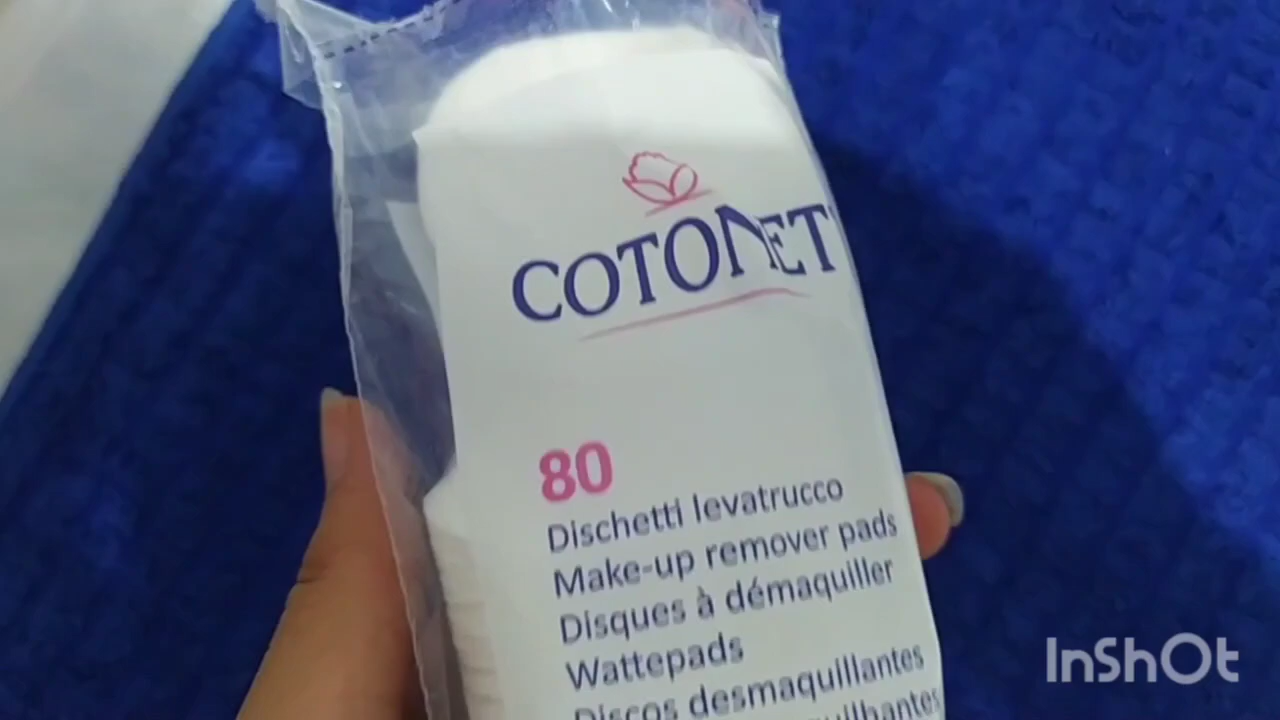 COTONET
80
Dischetti levatrucco
Make-up remover pads
Disques à démaquiller
Wattepads
Discos desmaquillantes
InShOt